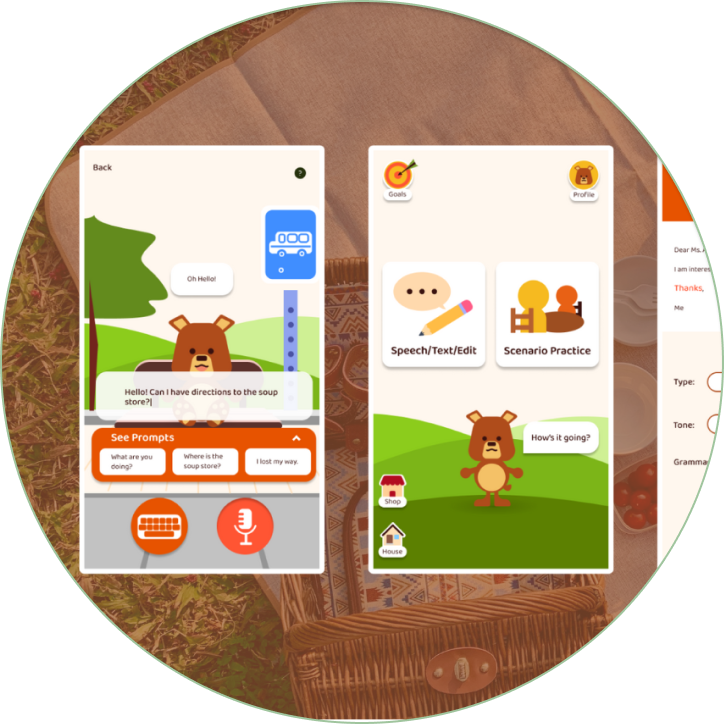 Back
?
Oh Hello!
Hello! Can I have directions to the soup
store?|
See Prompts
What are you
doing?
Where is the
soup store?
I lost my way.
Goals
Profile
Speech/Text/Edit
Scenario Practice
How's it going?
Shop
House
Dear Ms.
I am
Thanks,
Me
Type:
Tone: